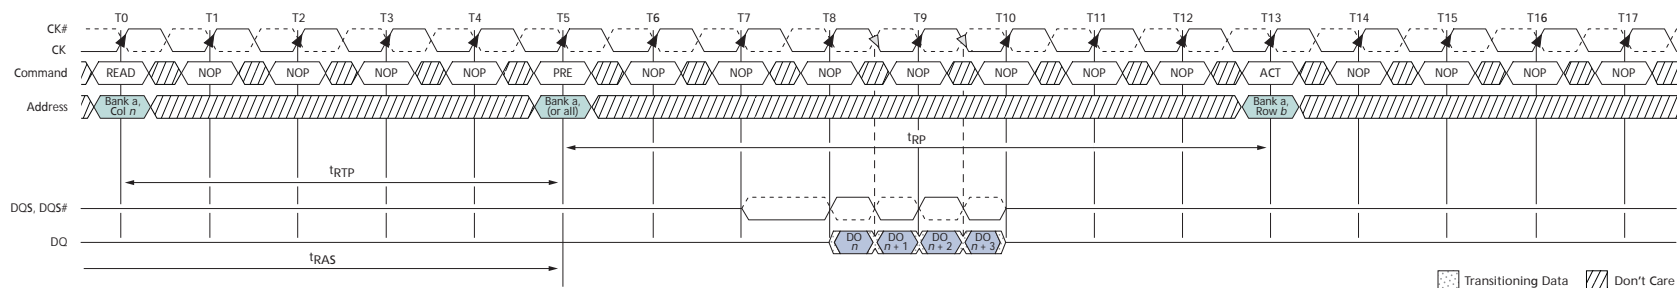 T0 T1 T2 T3 T4 T5 T6 T7 T8 T9 T10 T11 T12 T13 T14 T15 T16 T17
CK#
CK
Command READ NOP NOP NOP NOP PRE NOP NOP NOP NOP NOP NOP NOP ACT NOP NOP NOP NOP
Address Bank a, Col n Bank a, (or all) Bank a, Row b
tRP
tRTP
DQS, DQS#
DQ DO n DO n + 1 DO n + 2 DO n + 3
tRAS
Transitioning Data Don't Care